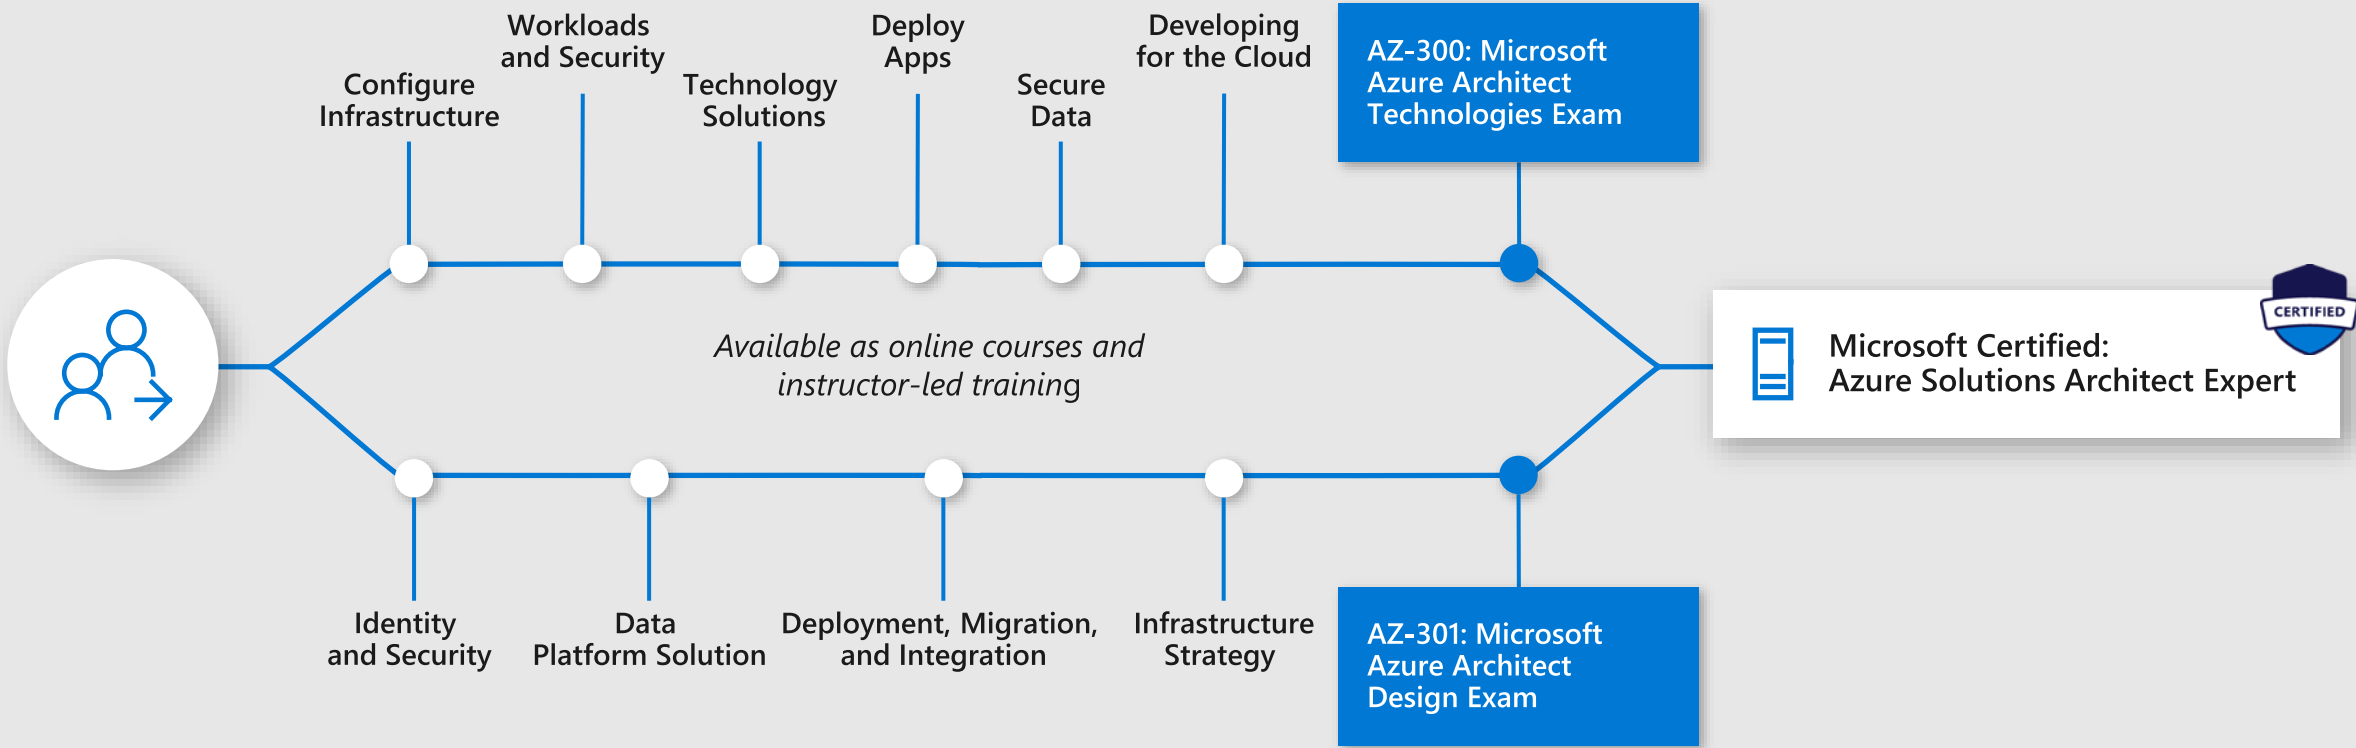 Workloads
and Security
Deploy
Apps
Developing
for the Cloud
Configure
Infrastructure
Technology
Solutions
Secure
Data
AZ-300: Microsoft
Azure Architect
Technologies Exam
Available as online courses and
instructor-led training
CERTIFIED
Microsoft Certified:
Azure Solutions Architect Expert
Identity
and Security
Data
Platform Solution
Deployment, Migration,
and Integration
Infrastructure
Strategy
AZ-301: Microsoft
Azure Architect
Design Exam